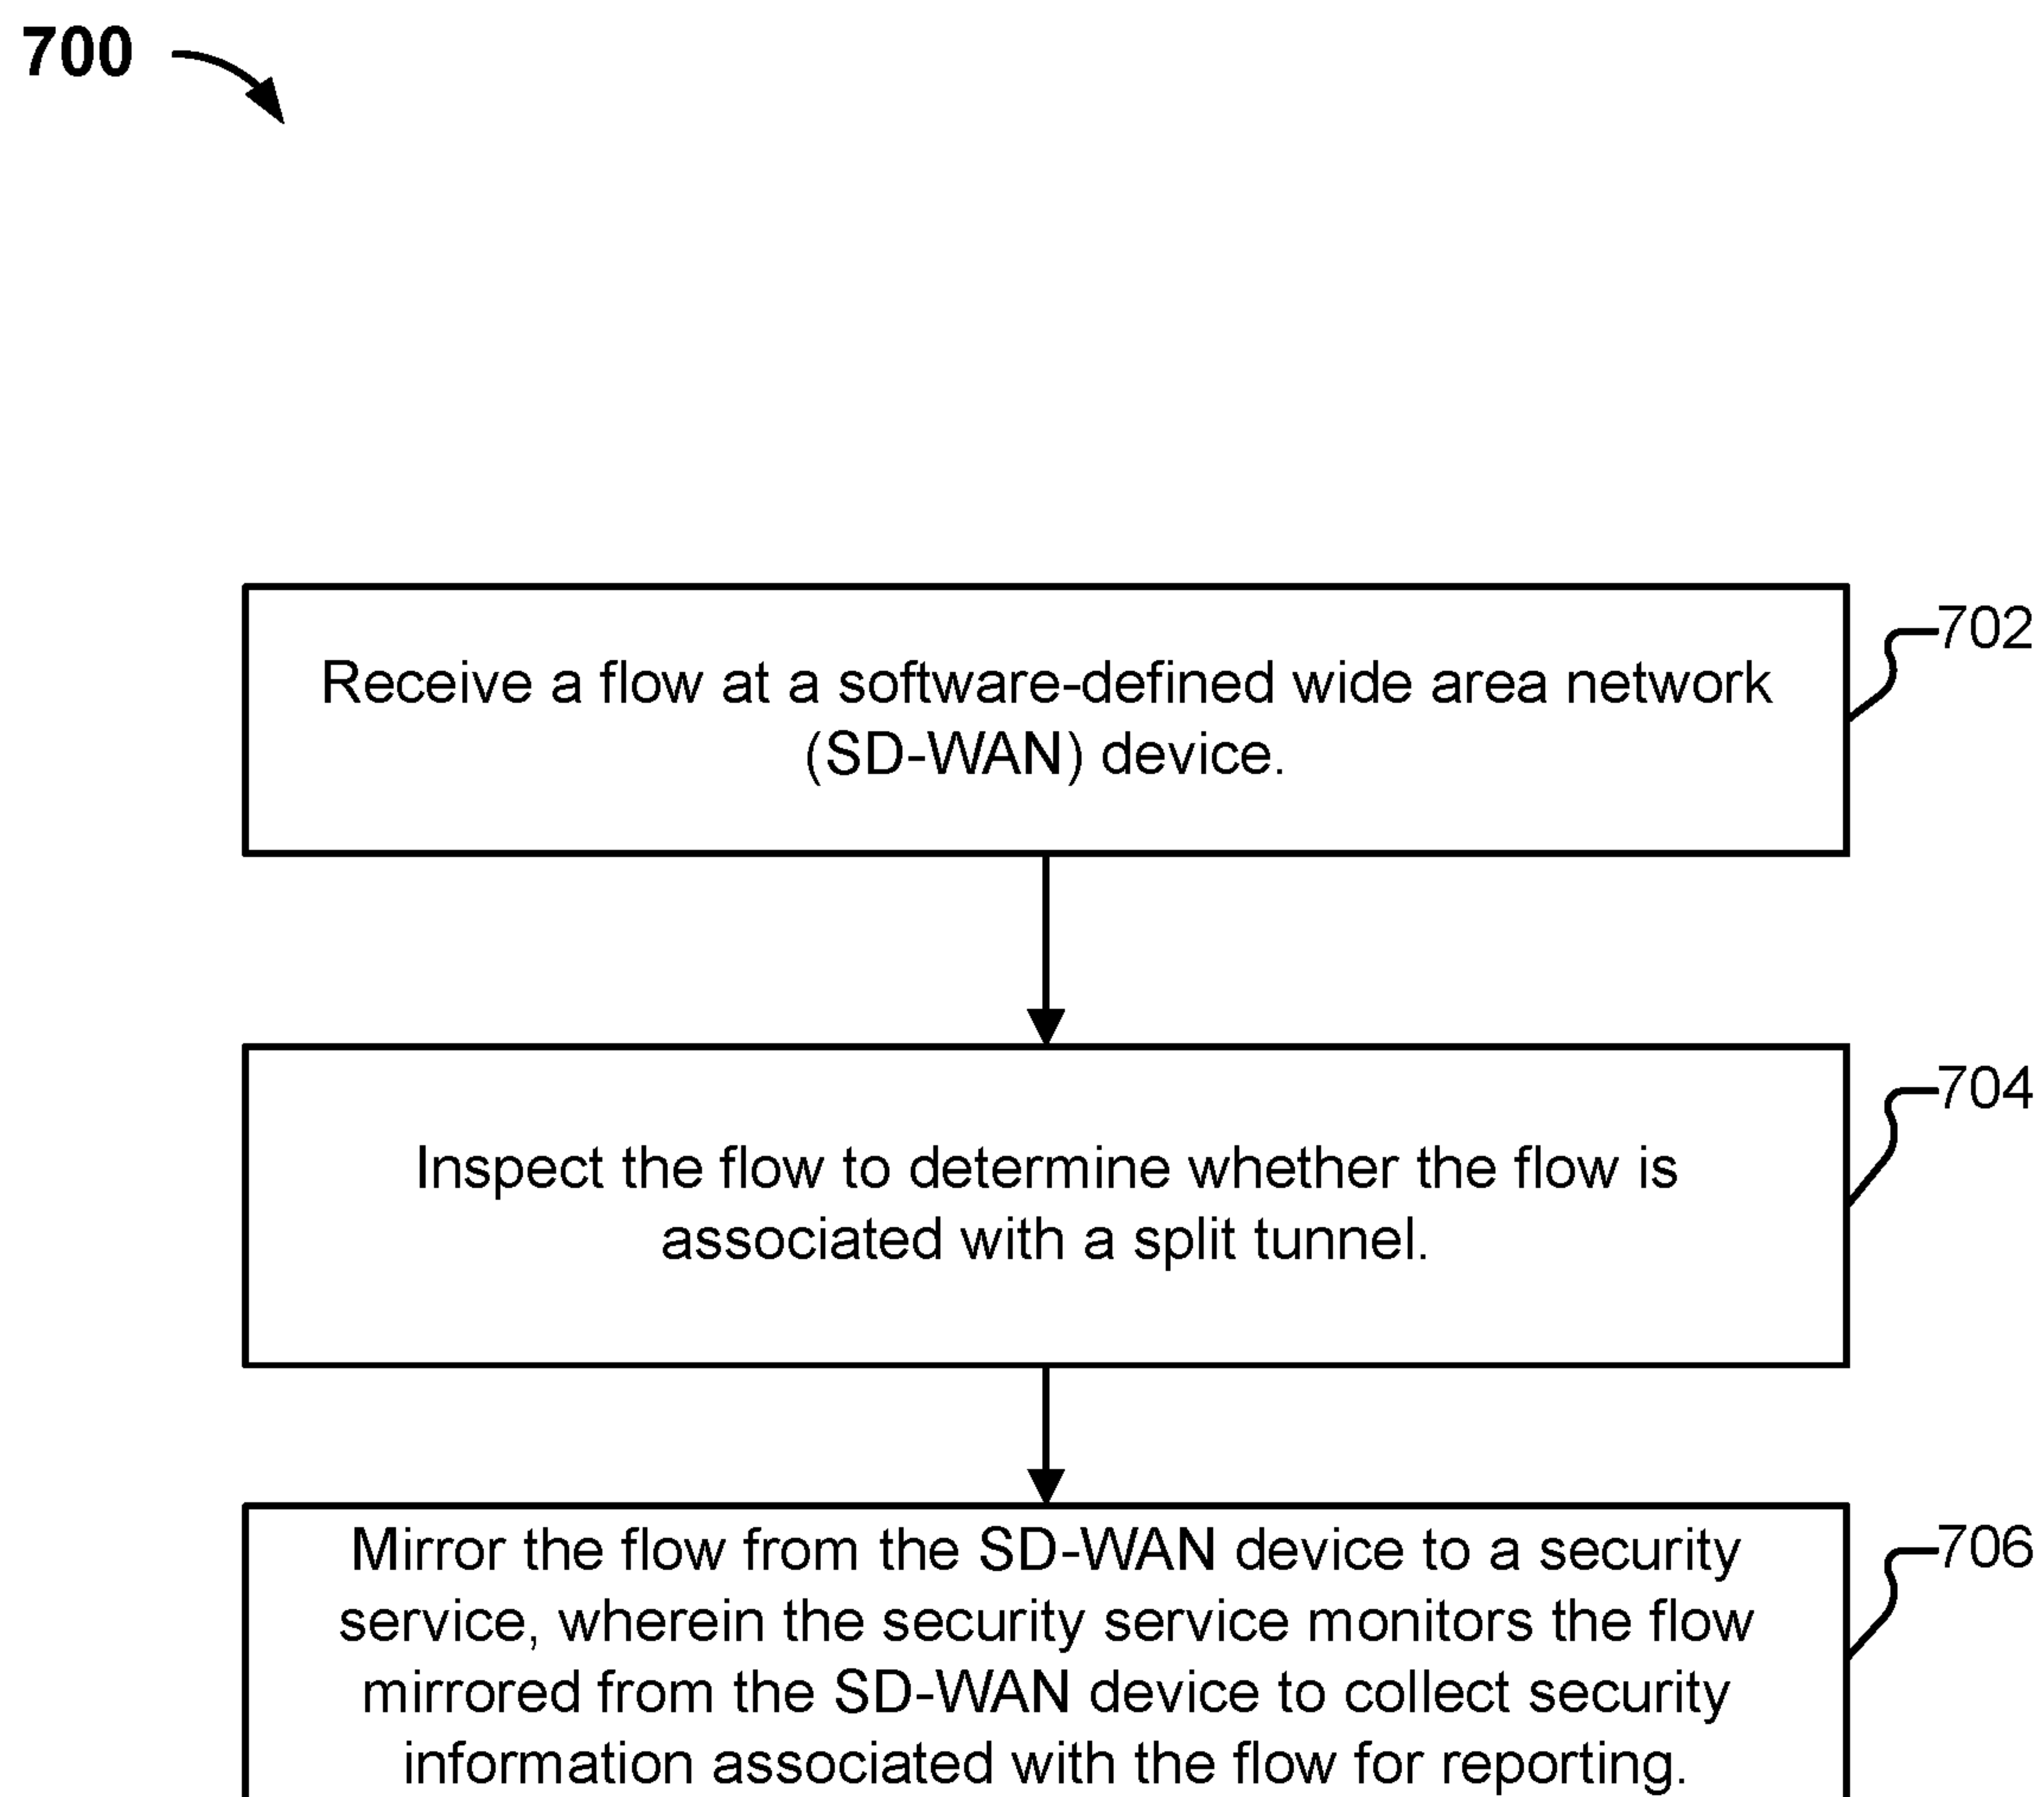 700
Receive a flow at a software-defined wide area network
(SD-WAN) device.
702
Inspect the flow to determine whether the flow is
associated with a split tunnel.
704
Mirror the flow from the SD-WAN device to a security
service, wherein the security service monitors the flow
mirrored from the SD-WAN device to collect security
information associated with the flow for reporting.
706